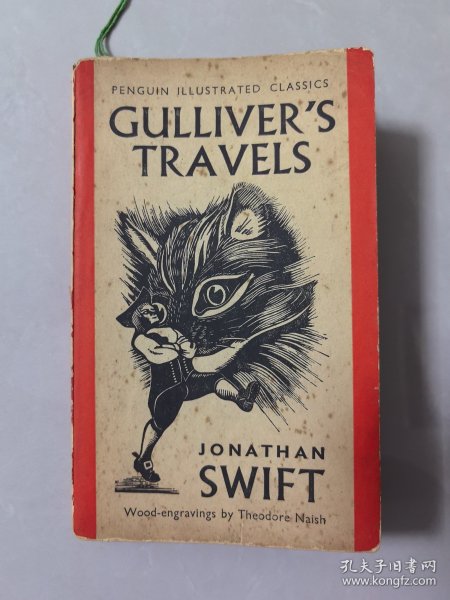 PENGUIN ILLUSTRATED CLASSICS
GULLIVER'S
TRAVELS
JONATHAN
SWIFT
Wood-engravings by Theodore Naish
孔夫子旧书网
www.kongfz.com